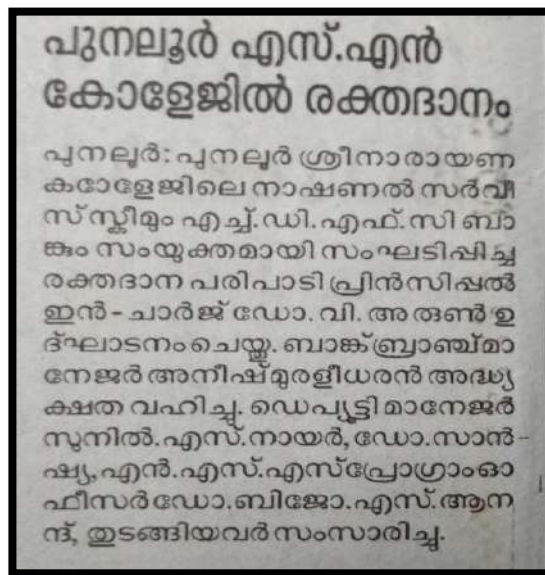 പുനലൂർ എസ്.എൻ
കോളേജിൽ രക്തദാനം
പുനലൂർ: പുനലൂർ ശ്രീനാരായണ
കരോളേജിലെ നാഷണൽ സർവീ
സ് സ്കീമും എച്ച്.ഡി.എഫ്.സി ബാ
ങ്കും സംയുക്തമായി സംഘടിപ്പിച്ച
രക്തദാന പരിപാടി പ്രിൻസിപ്പൽ
ഇൻ - ചാർജ് ഡോ. വി. അരുൺ ഉ
ദ്ഘാടനം ചെയ്തു. ബാങ്ക് ബ്രാഞ്ച് മാ
നേജർ അനീഷ് മുരളീധരൻ അദ്ധ്യ
ക്ഷത വഹിച്ചു. ഡെപ്യൂട്ടി മാനേജർ
സുനിൽ.എസ്.നായർ, ഡോ.സാൻ-
ഷ്യ, എൻ.എസ്.എസ് പ്രോഗ്രാം ഓ
ഫീസർ ഡോ.ബിജോ.എസ്.ആന
ന്ദ്, തുടങ്ങിയവർ സംസാരിച്ചു.